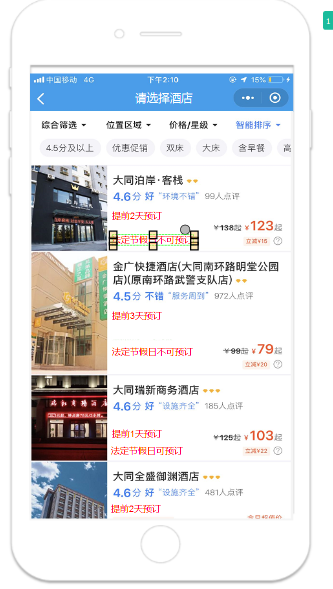 1
中国移动 4G 下午2:10 15%
请选择酒店
综合筛选 位置区域 价格/星级 智能排序
4.5分及以上 优惠促销 双床 大床 含早餐 高
大同泊岸·客栈
4.6分 好 “环境不错” 99人点评
提前2天预订
¥138起 ¥123起
法定节假日不可预订
立减¥15
金广快捷酒店(大同南环路明堂公园
店)(原南环路武警支队店)
4.5分 不错 “服务周到” 972人点评
提前3天预订
法定节假日不可预订
¥99起 ¥79起
立减¥20
大同瑞新商务酒店
4.6分 好 “设施齐全” 185人点评
提前1天预订
¥125起 ¥103起
法定节假日可预订
立减¥22
大同全盛御渊酒店
4.6分 好 “设施齐全” 481人点评
提前2天预订